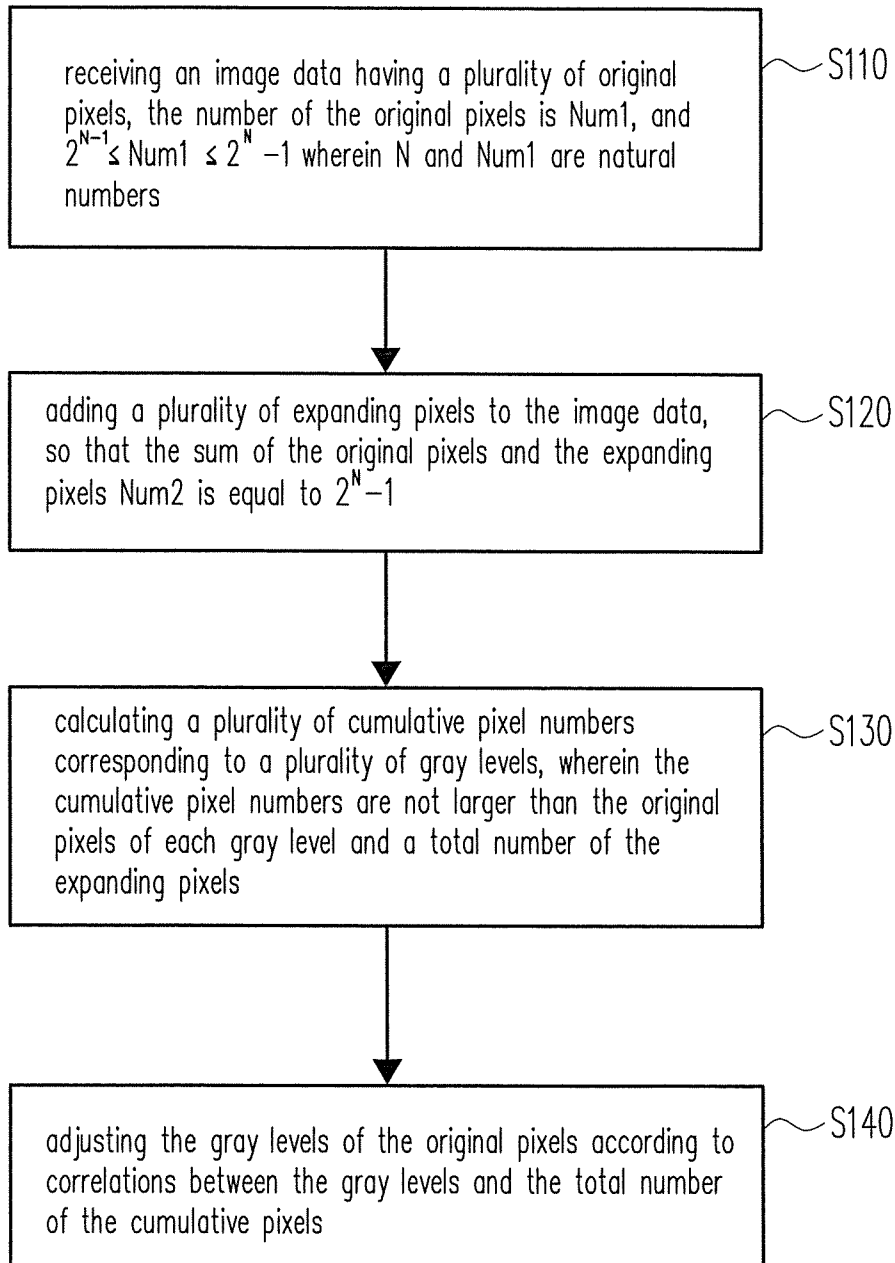 receiving an image data having a plurality of original
pixels, the number of the original pixels is Num1, and
2^N-1 ≤ Num1 ≤ 2^N -1 wherein N and Num1 are natural
numbers
S110
adding a plurality of expanding pixels to the image data,
so that the sum of the original pixels and the expanding
pixels Num2 is equal to 2^N-1
S120
calculating a plurality of cumulative pixel numbers
corresponding to a plurality of gray levels, wherein the
cumulative pixel numbers are not larger than the original
pixels of each gray level and a total number of the
expanding pixels
S130
adjusting the gray levels of the original pixels according to
correlations between the gray levels and the total number
of the cumulative pixels
S140